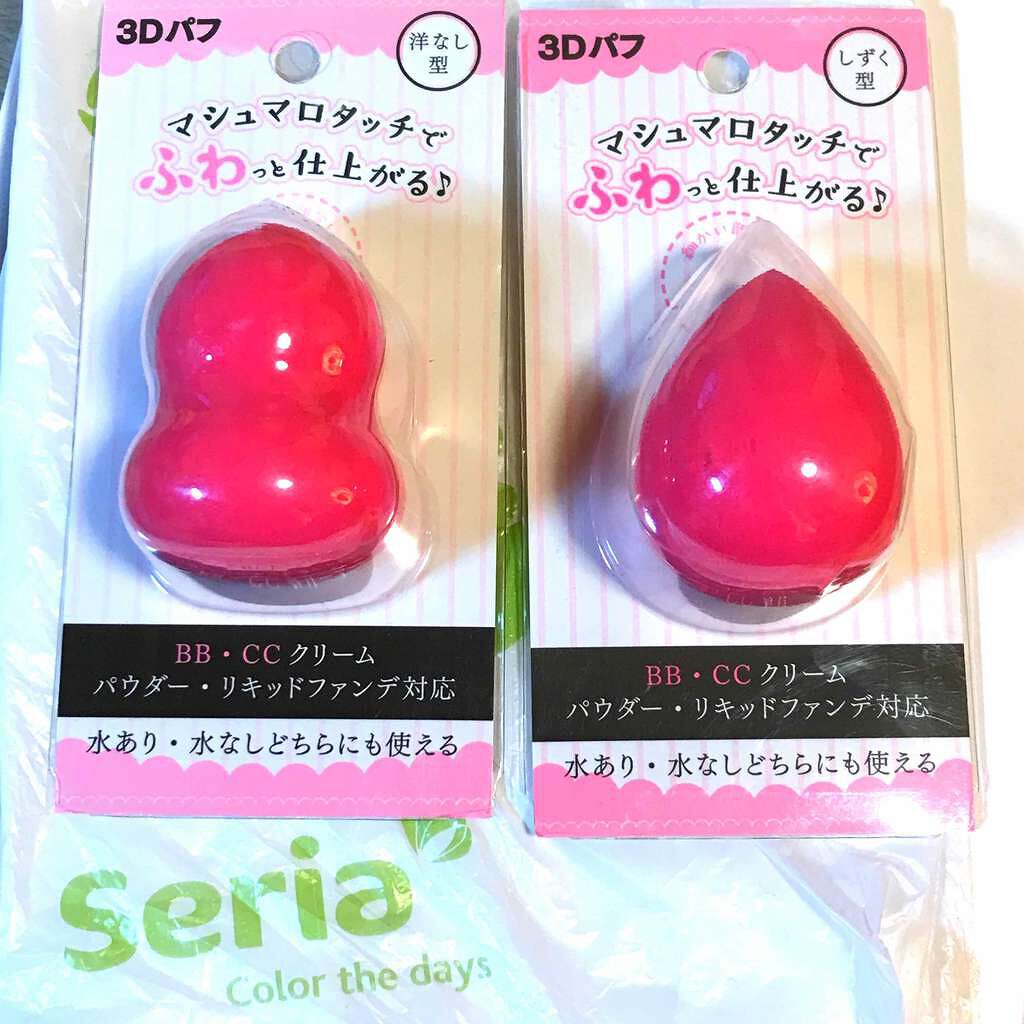 3Dパフ
洋なし
型
マシュマロタッチで
ふわっと仕上がる♪
BB・CC クリーム
パウダー・リキッドファンデ対応
水あり・水なしどちらにも使える
3Dパフ
しずく
型
マシュマロタッチで
ふわっと仕上がる♪
細かい
BB・CC クリーム
パウダー・リキッドファンデ対応
水あり・水なしどちらにも使える
seria
Color the days